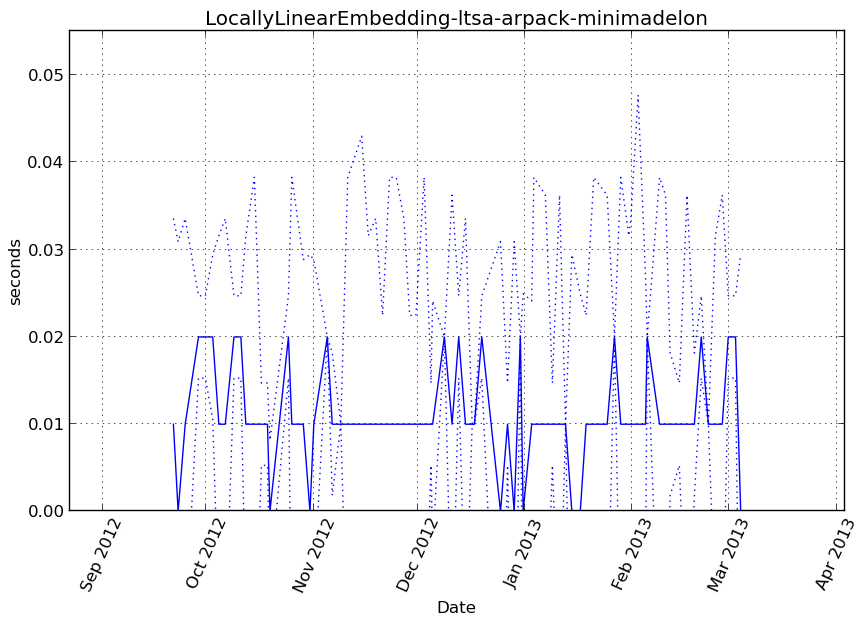 LocallyLinearEmbedding-ltsa-arpack-minimadelon
seconds
0.05
0.04
0.03
0.02
0.01
0.00
Sep 2012
Oct 2012
Nov 2012
Dec 2012
Jan 2013
Feb 2013
Mar 2013
Apr 2013
Date